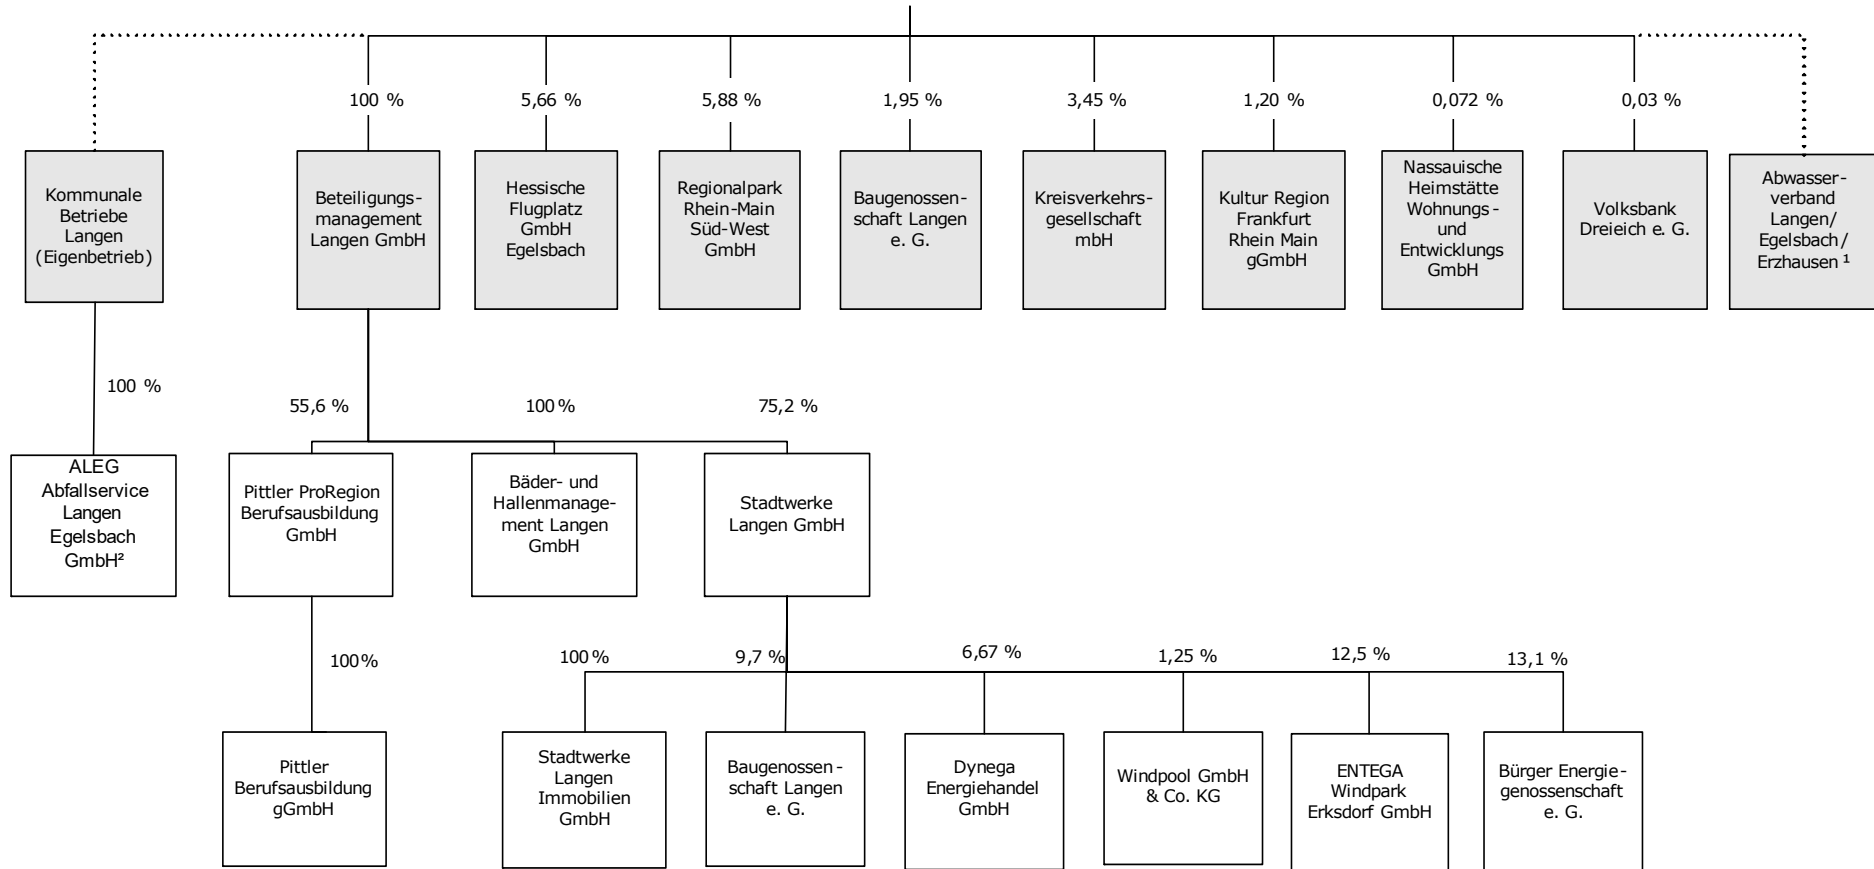 100 %
5,66 %
5,88 %
1,95 %
3,45 %
1,20 %
0,072 %
0,03 %
Kommunale
Betriebe
Langen
(Eigenbetrieb)
Beteiligungs-
management
Langen GmbH
Hessische
Flugplatz
GmbH
Egelsbach
Regionalpark
Rhein-Main
Süd-West
GmbH
Baugenossen-
schaft Langen
e. G.
Kreisverkehrs-
gesellschaft
mbH
Kultur Region
Frankfurt
Rhein Main
gGmbH
Nassauische
Heimstätte
Wohnungs-
und
Entwicklungs
GmbH
Volksbank
Dreieich e. G.
Abwasser-
verband
Langen/
Egelsbach/
Erzhausen ¹
100 %
55,6 %
100 %
75,2 %
ALEG
Abfallservice
Langen
Egelsbach
GmbH²
Pittler ProRegion
Berufsausbildung
GmbH
Bäder- und
Hallenmanage-
ment Langen
GmbH
Stadtwerke
Langen GmbH
100 %
100 %
9,7 %
6,67 %
1,25 %
12,5 %
13,1 %
Pittler
Berufsausbildung
gGmbH
Stadtwerke
Langen
Immobilien
GmbH
Baugenossen-
schaft Langen
e. G.
Dynega
Energiehandel
GmbH
Windpool GmbH
& Co. KG
ENTEGA
Windpark
Erksdorf GmbH
Bürger Energie-
genossenschaft
e. G.